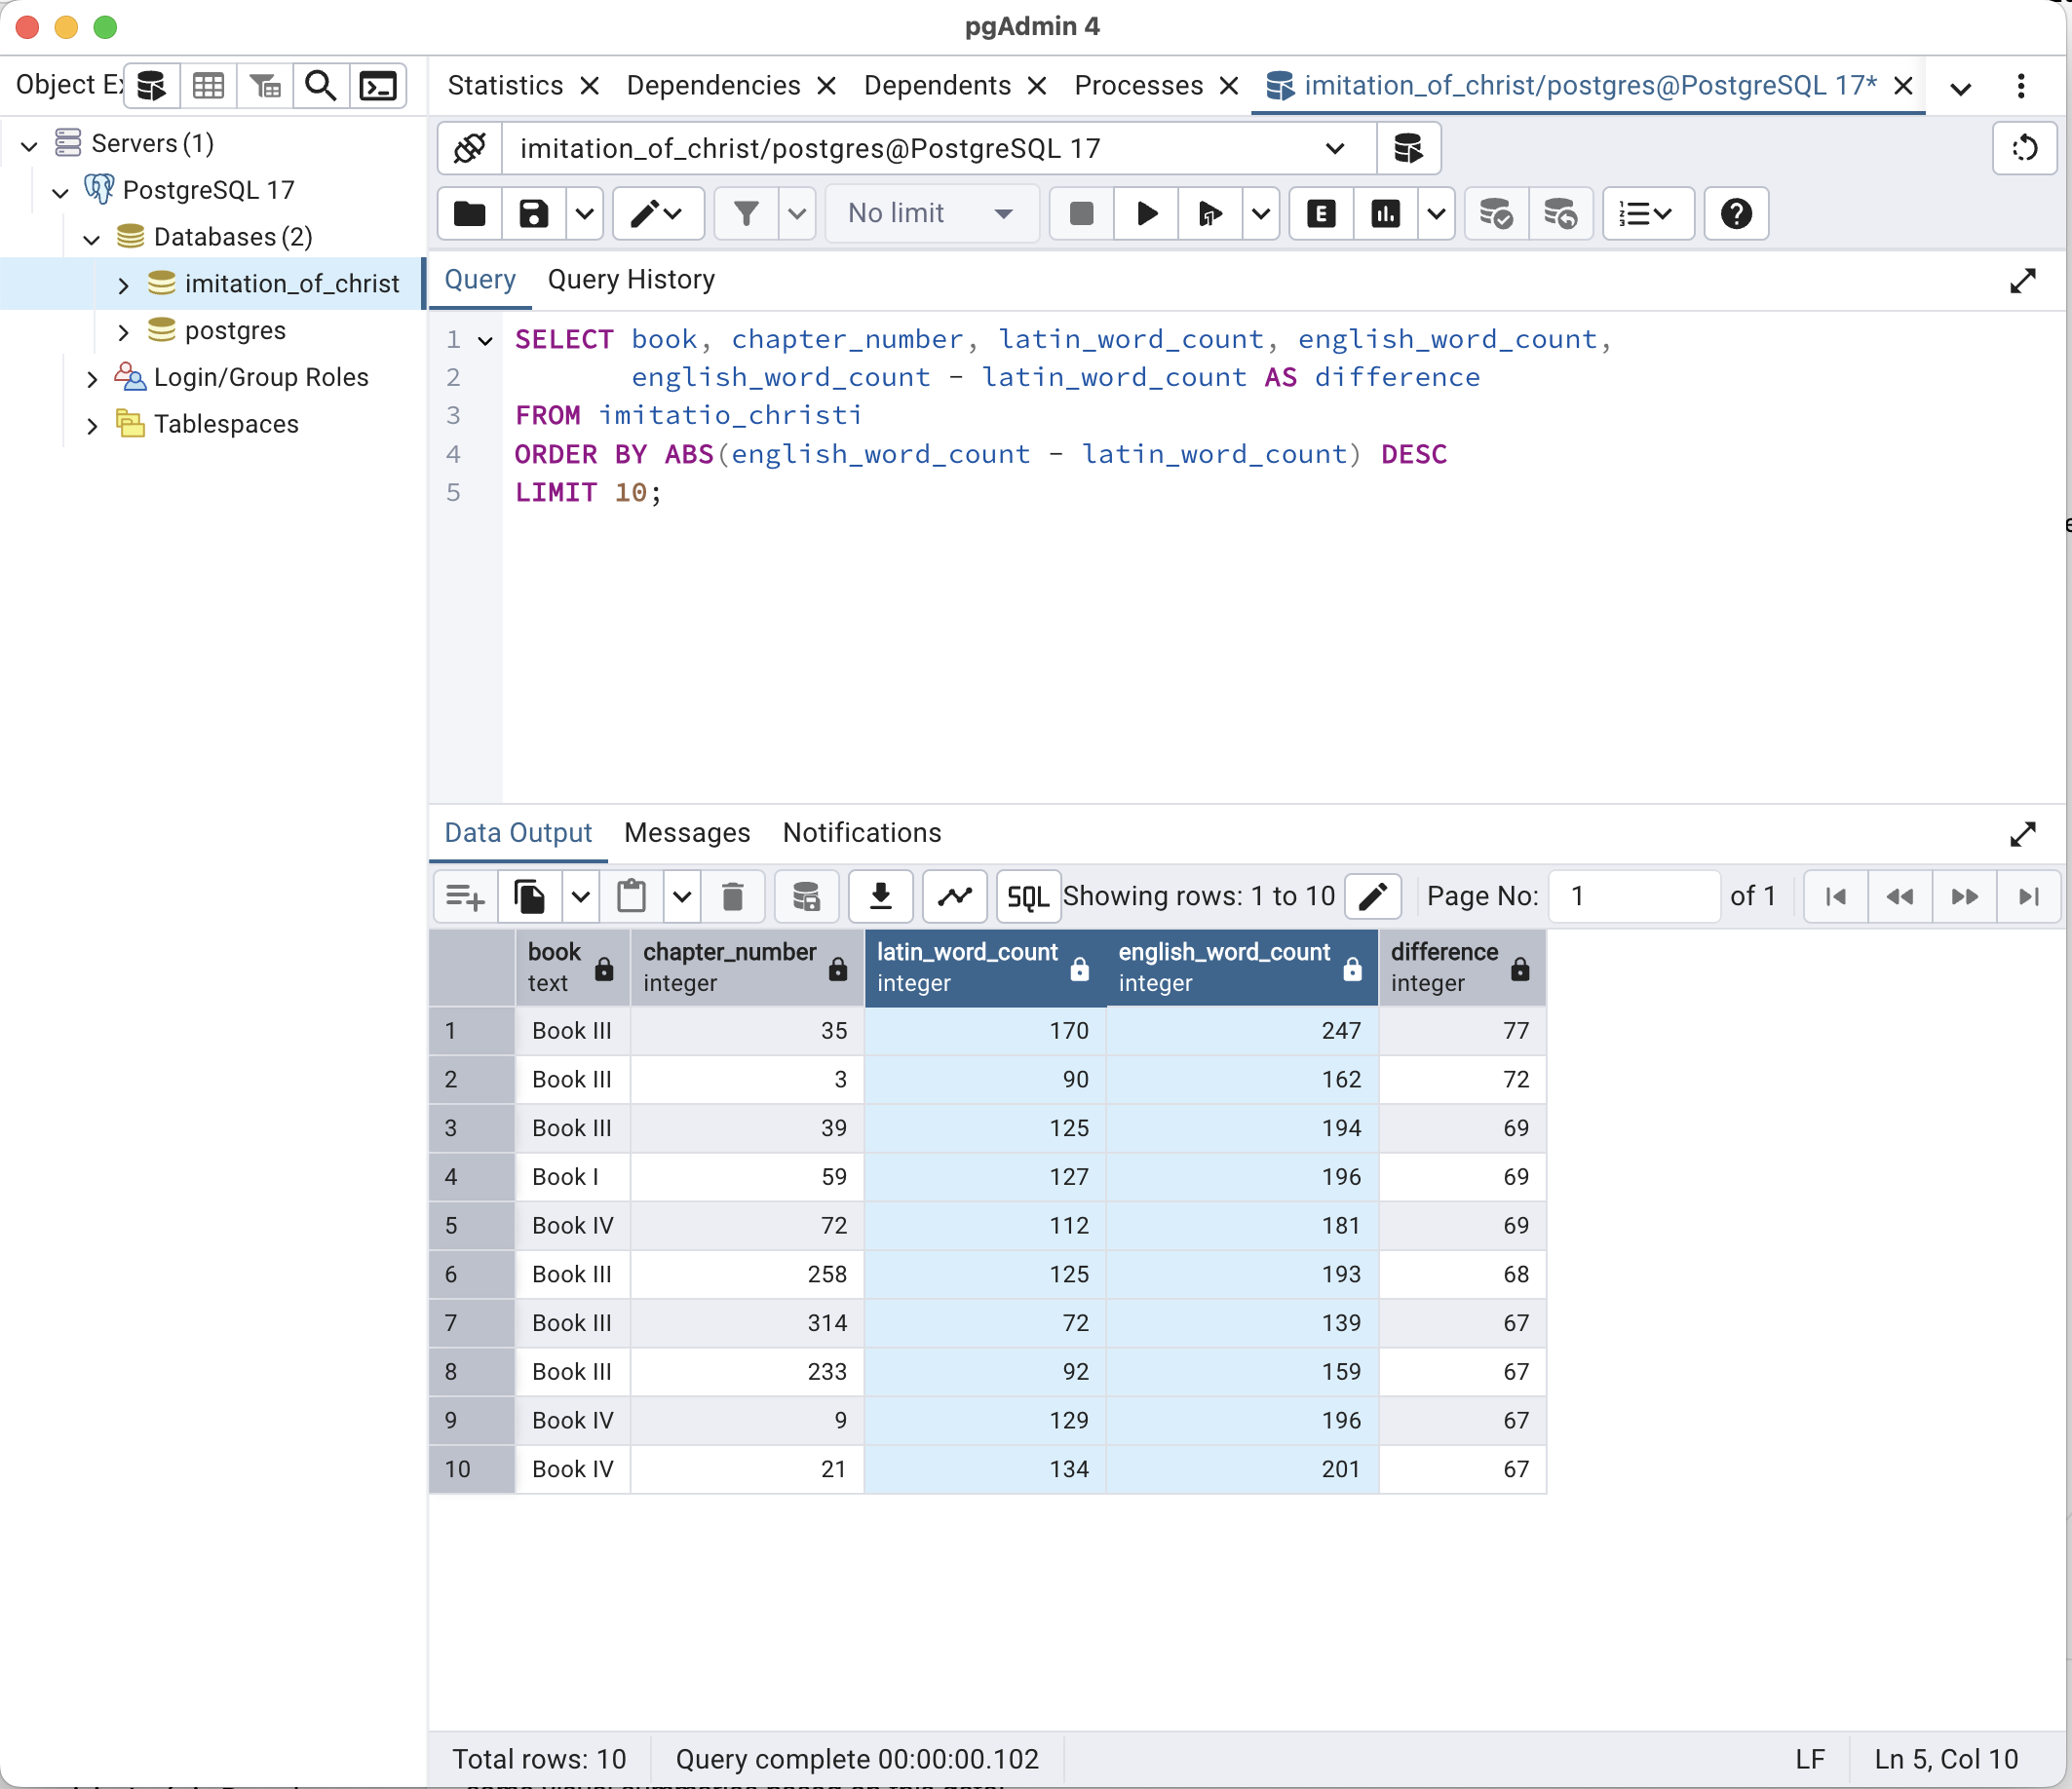 pgAdmin 4
Object Ex
Statistics
Dependencies
Dependents
Processes
imitation_of_christ/postgres@PostgreSQL 17*
Servers (1)
PostgreSQL 17
Databases (2)
imitation_of_christ
postgres
Login/Group Roles
Tablespaces
imitation_of_christ/postgres@PostgreSQL 17
No limit
E
Query Query History
1 SELECT book, chapter_number, latin_word_count, english_word_count,
2 english_word_count - latin_word_count AS difference
3 FROM imitatio_christi
4 ORDER BY ABS(english_word_count - latin_word_count) DESC
5 LIMIT 10;
Data Output Messages Notifications
SQL Showing rows: 1 to 10 Page No: 1 of 1
book chapter_number latin_word_count english_word_count difference
text integer integer integer integer
1 Book III 35 170 247 77
2 Book III 3 90 162 72
3 Book III 39 125 194 69
4 Book I 59 127 196 69
5 Book IV 72 112 181 69
6 Book III 258 125 193 68
7 Book III 314 72 139 67
8 Book III 233 92 159 67
9 Book IV 9 129 196 67
10 Book IV 21 134 201 67
Total rows: 10 Query complete 00:00:00.102 LF Ln 5, Col 10